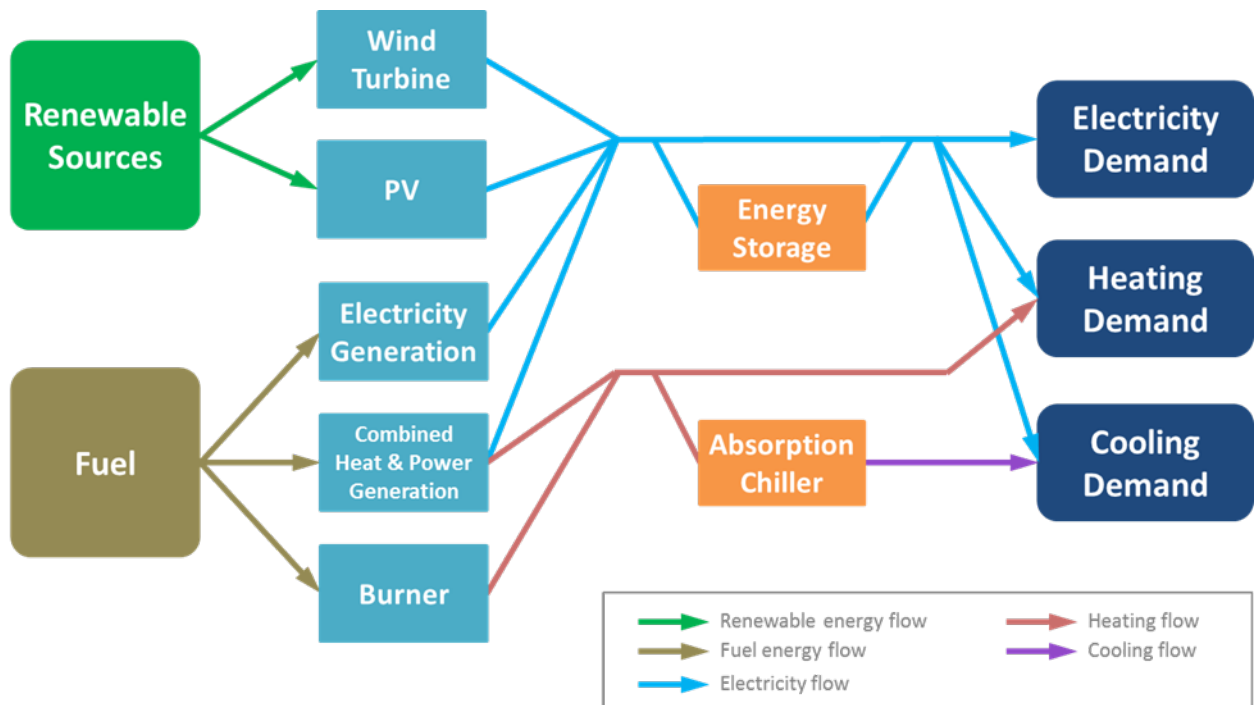 Renewable
Sources
Wind
Turbine
PV
Electricity
Demand
Energy
Storage
Heating
Demand
Electricity
Generation
Fuel
Combined
Heat & Power
Generation
Absorption
Chiller
Cooling
Demand
Burner
Renewable energy flow
Heating flow
Fuel energy flow
Cooling flow
Electricity flow